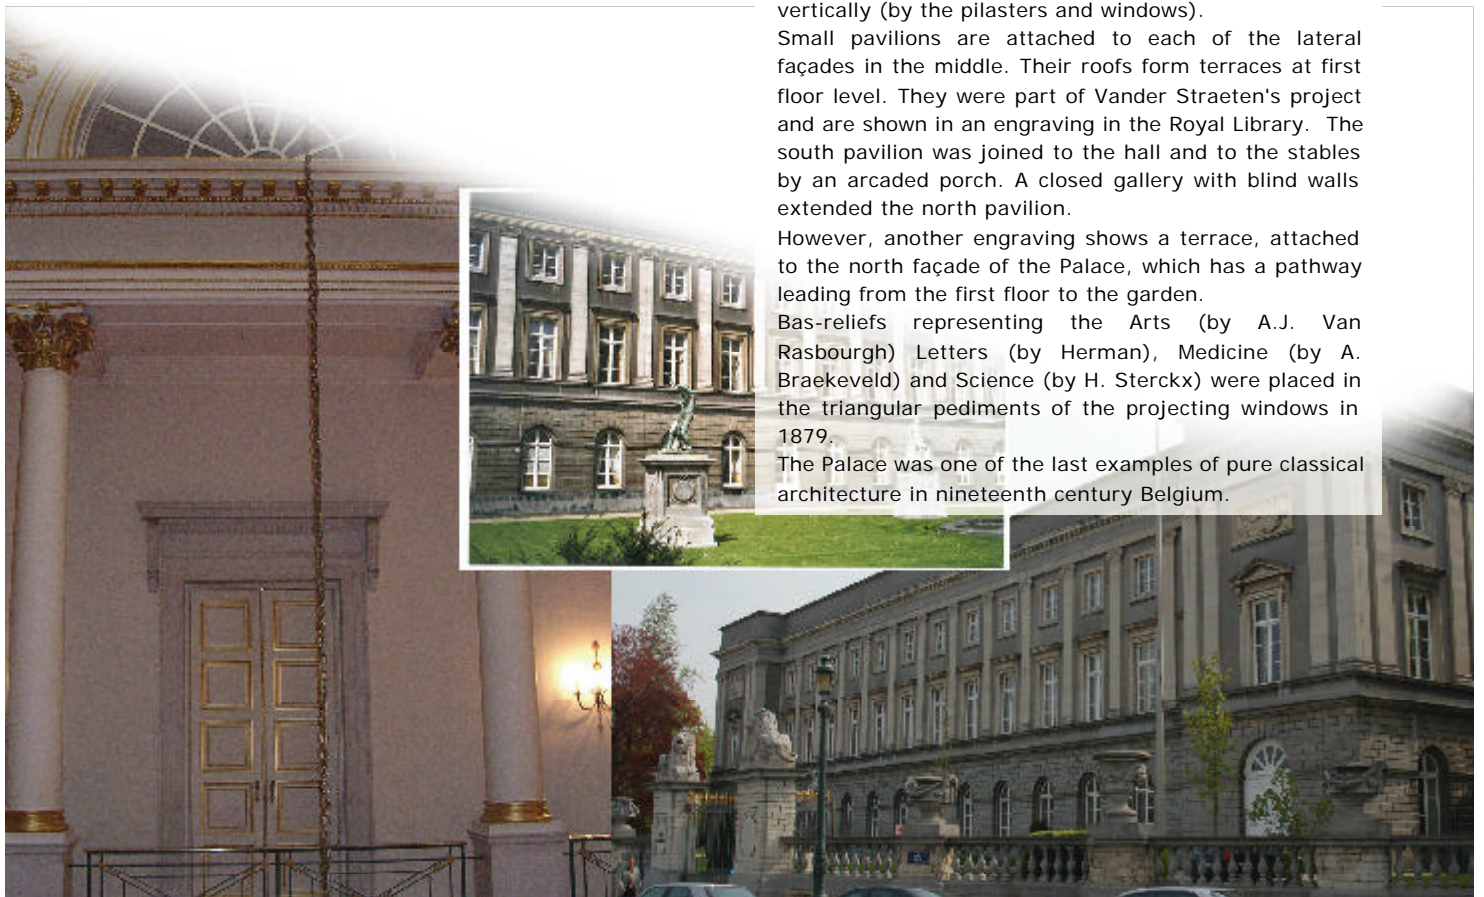 vertically (by the pilasters and windows).
Small pavilions are attached to each of the lateral
façades in the middle. Their roofs form terraces at first
floor level. They were part of Vander Straeten's project
and are shown in an engraving in the Royal Library. The
south pavilion was joined to the hall and to the stables
by an arcaded porch. A closed gallery with blind walls
extended the north pavilion.
However, another engraving shows a terrace, attached
to the north façade of the Palace, which has a pathway
leading from the first floor to the garden.
Bas-reliefs representing the Arts (by A.J. Van
Rasbourgh) Letters (by Herman), Medicine (by A.
Braekeveld) and Science (by H. Sterckx) were placed in
the triangular pediments of the projecting windows in
1879.
The Palace was one of the last examples of pure classical
architecture in nineteenth century Belgium.